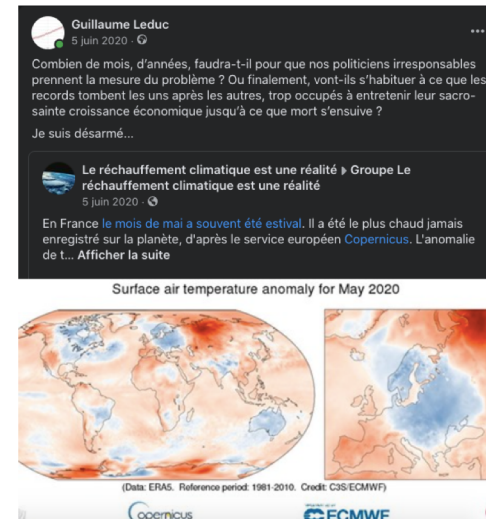 Guillaume Leduc
5 juin 2020 ·
Combien de mois, d'années, faudra-t-il pour que nos politiciens irresponsables
prennent la mesure du problème ? Ou finalement, vont-ils s'habituer à ce que les
records tombent les uns après les autres, trop occupés à entretenir leur sacro-
sainte croissance économique jusqu'à ce que mort s'ensuive ?
Je suis désarmé...
Le réchauffement climatique est une réalité ▸ Groupe Le
réchauffement climatique est une réalité
5 juin 2020 ·
En France le mois de mai a souvent été estival. Il a été le plus chaud jamais
enregistré sur la planète, d'après le service européen Copernicus. L'anomalie
de t... Afficher la suite
Surface air temperature anomaly for May 2020
(Data: ERA5. Reference period: 1981-2010. Credit: C3S/ECMWF)
opernicus
ECMWF